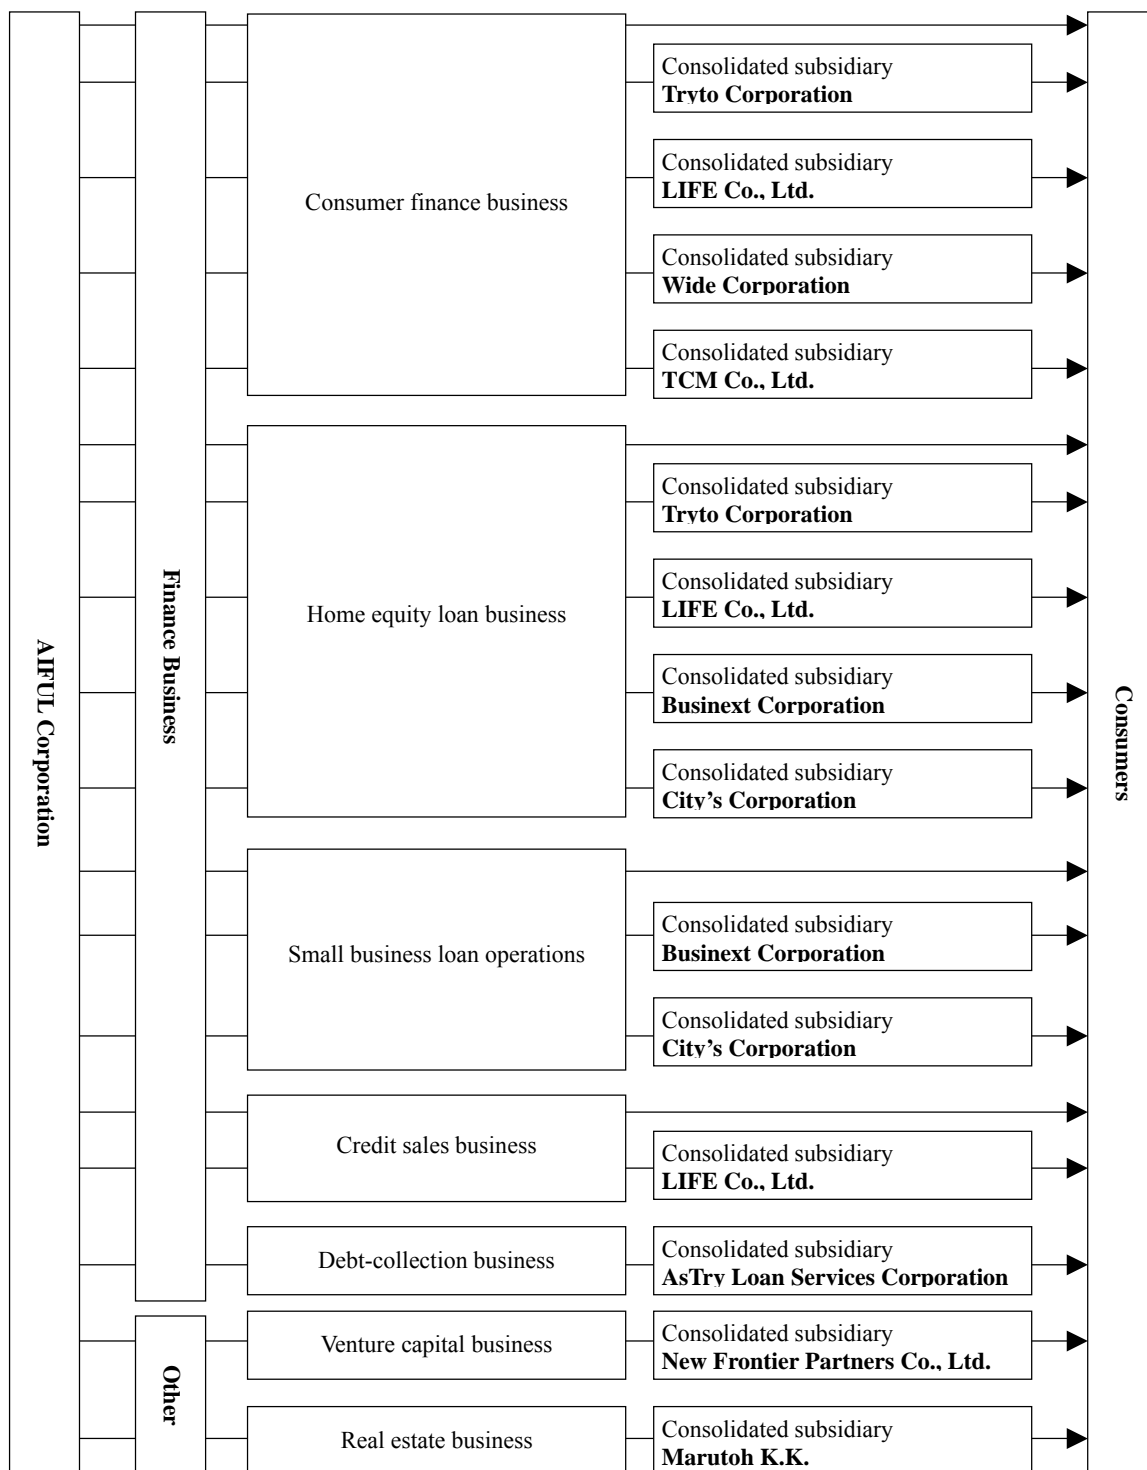 AIFUL Corporation
Finance Business
Consumer finance business
Consolidated subsidiary
Tryto Corporation
Consolidated subsidiary
LIFE Co., Ltd.
Consolidated subsidiary
Wide Corporation
Consolidated subsidiary
TCM Co., Ltd.
Home equity loan business
Consolidated subsidiary
Tryto Corporation
Consolidated subsidiary
LIFE Co., Ltd.
Consolidated subsidiary
Businext Corporation
Consolidated subsidiary
City’s Corporation
Small business loan operations
Consolidated subsidiary
Businext Corporation
Consolidated subsidiary
City’s Corporation
Credit sales business
Consolidated subsidiary
LIFE Co., Ltd.
Debt-collection business
Consolidated subsidiary
AsTry Loan Services Corporation
Other
Venture capital business
Consolidated subsidiary
New Frontier Partners Co., Ltd.
Real estate business
Consolidated subsidiary
Marutoh K.K.
Consumers